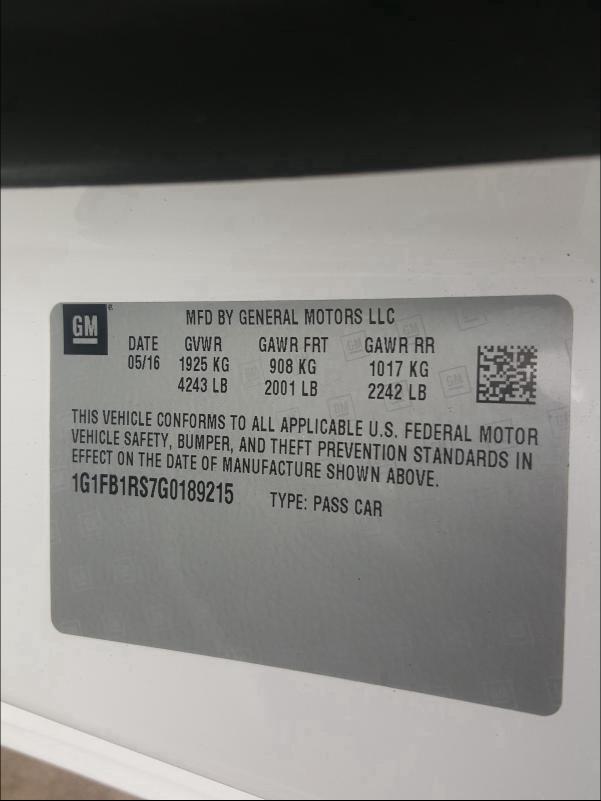 GM
MFD BY GENERAL MOTORS LLC
DATE GVWR GAWR FRT GAWR RR
05/16 1925 KG 908 KG 1017 KG
4243 LB 2001 LB 2242 LB
THIS VEHICLE CONFORMS TO ALL APPLICABLE U.S. FEDERAL MOTOR
VEHICLE SAFETY, BUMPER, AND THEFT PREVENTION STANDARDS IN
EFFECT ON THE DATE OF MANUFACTURE SHOWN ABOVE.
1G1FB1RS7G0189215 TYPE: PASS CAR